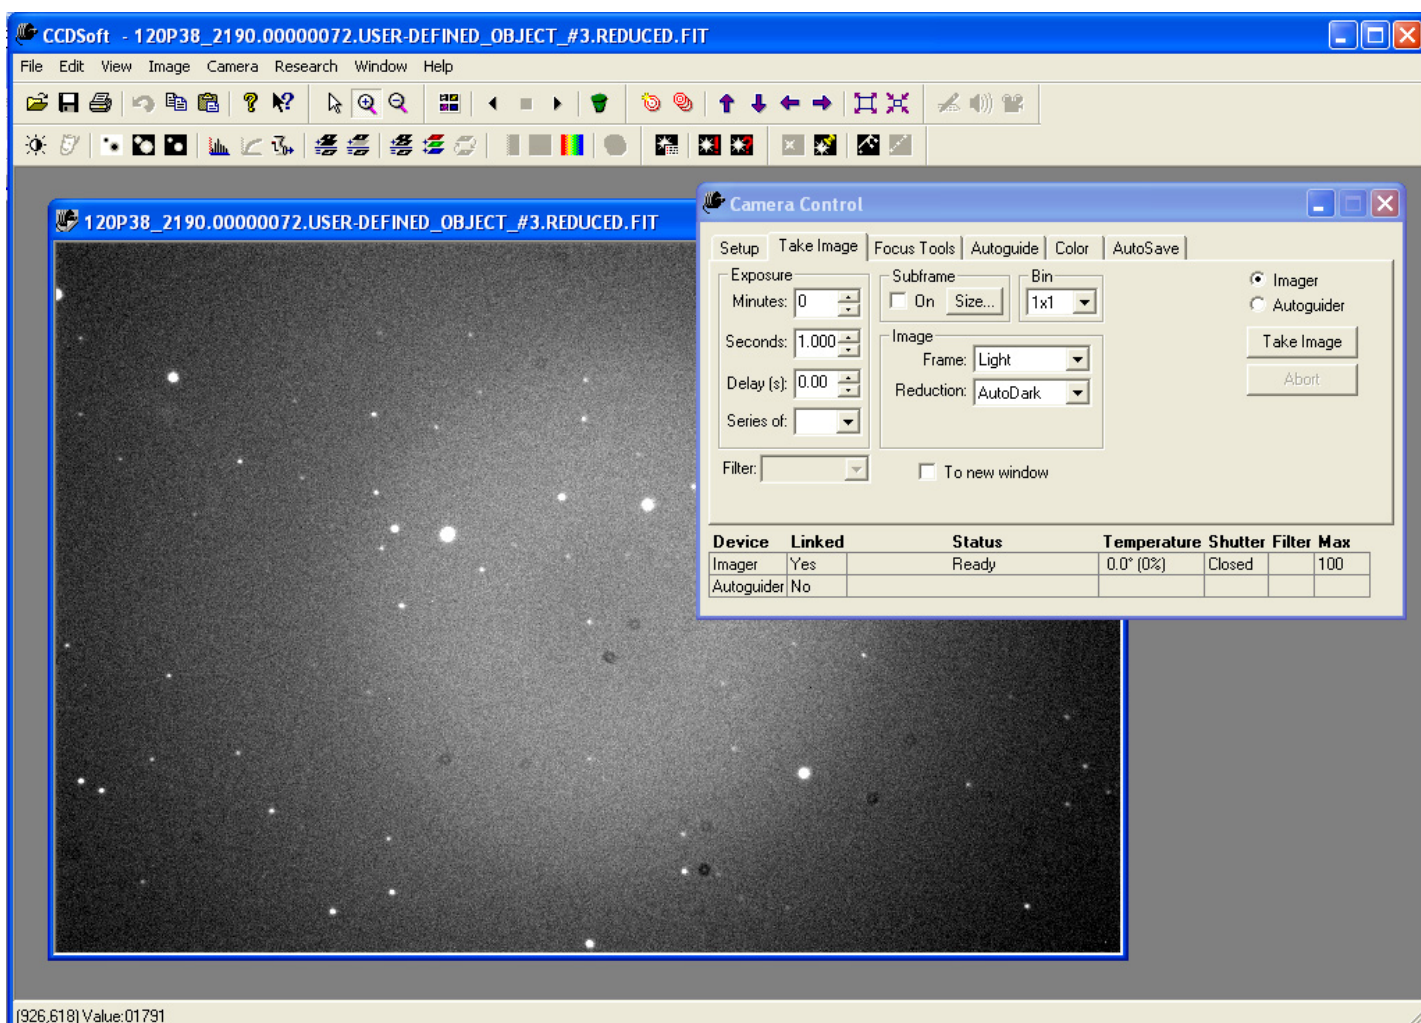 CCDSoft - 120P38_2190.00000072.USER-DEFINED_OBJECT_#3.REDUCED.FIT
File Edit View Image Camera Research Window Help
120P38_2190.00000072.USER-DEFINED_OBJECT_#3.REDUCED.FIT
Camera Control
Setup Take Image Focus Tools Autoguide Color AutoSave
Exposure
Minutes: 0
Seconds: 1.000
Delay (s): 0.00
Series of:
Filter:
Subframe
On Size...
Bin
1x1
Image
Frame: Light
Reduction: AutoDark
To new window
Imager
Autoguider
Take Image
Abort
Device Linked Status Temperature Shutter Filter Max
Imager Yes Ready 0.0° (0%) Closed 100
Autoguider No
(926,618) Value:01791